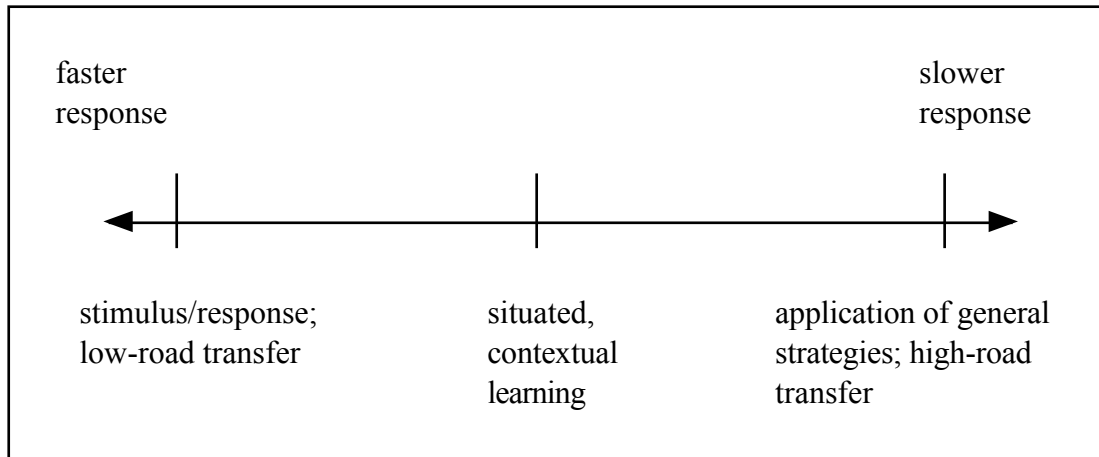 faster
response
slower
response
stimulus/response;
low-road transfer
situated,
contextual
learning
application of general
strategies; high-road
transfer